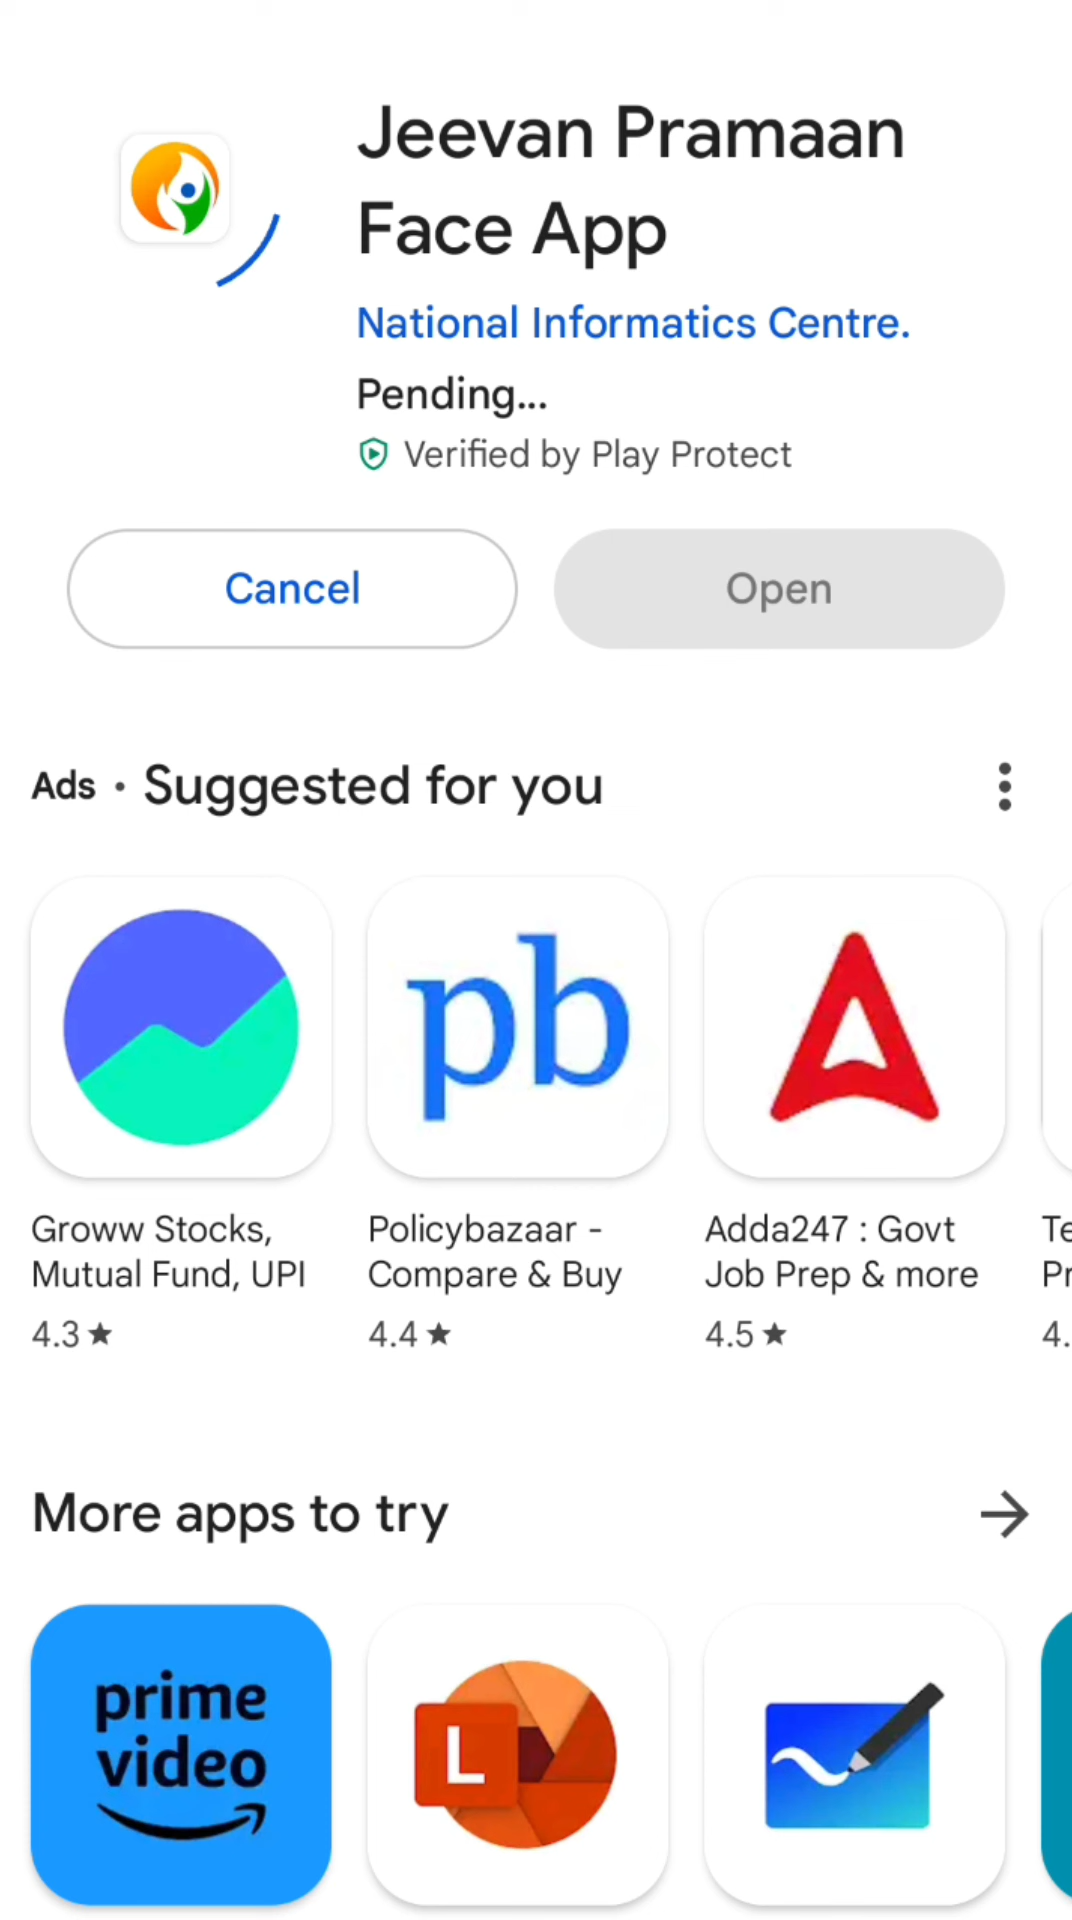 Jeevan Pramaan
Face App
National Informatics Centre.
Pending...
Verified by Play Protect
Cancel
Open
Ads • Suggested for you
pb
Groww Stocks,
Mutual Fund, UPI
4.3 ★
Policybazaar -
Compare & Buy
4.4 ★
Adda247 : Govt
Job Prep & more
4.5 ★
4.
More apps to try
prime
video
L